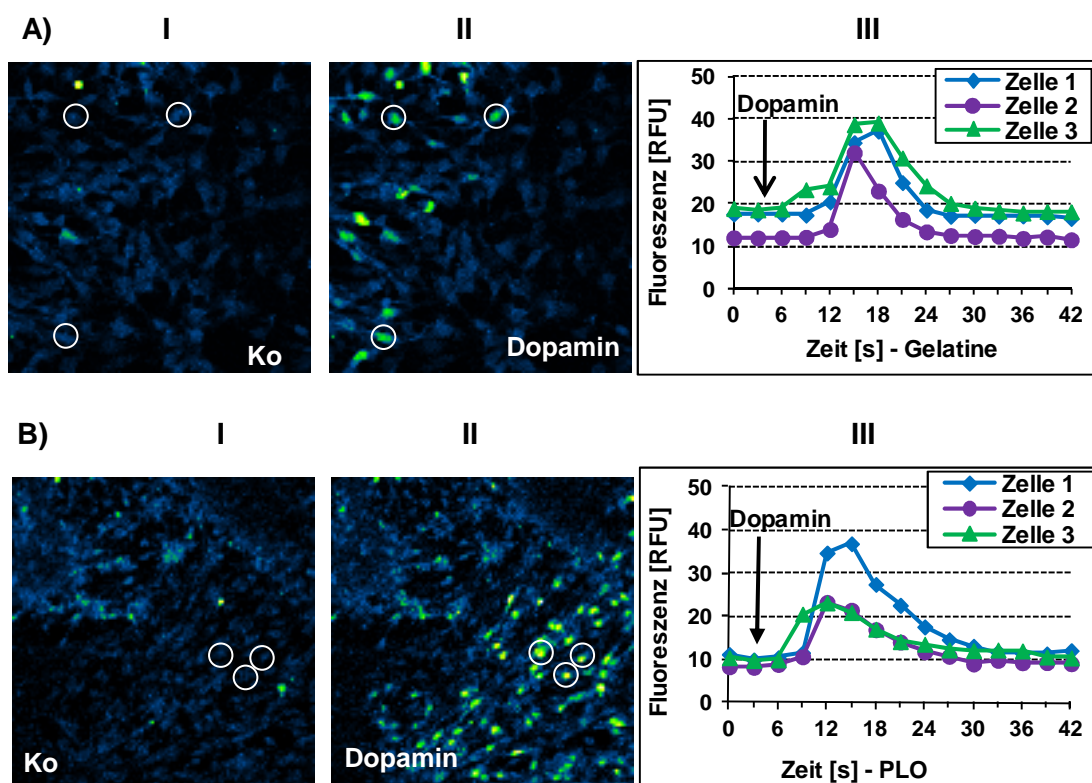 A)
I
II
III
Ko
Dopamin
Fluoreszenz [RFU]
50
40
30
20
10
0
Dopamin
Zelle 1
Zelle 2
Zelle 3
0 6 12 18 24 30 36 42
Zeit [s] - Gelatine
B)
I
II
III
Ko
Dopamin
Fluoreszenz [RFU]
50
40
30
20
10
0
Dopamin
Zelle 1
Zelle 2
Zelle 3
0 6 12 18 24 30 36 42
Zeit [s] - PLO